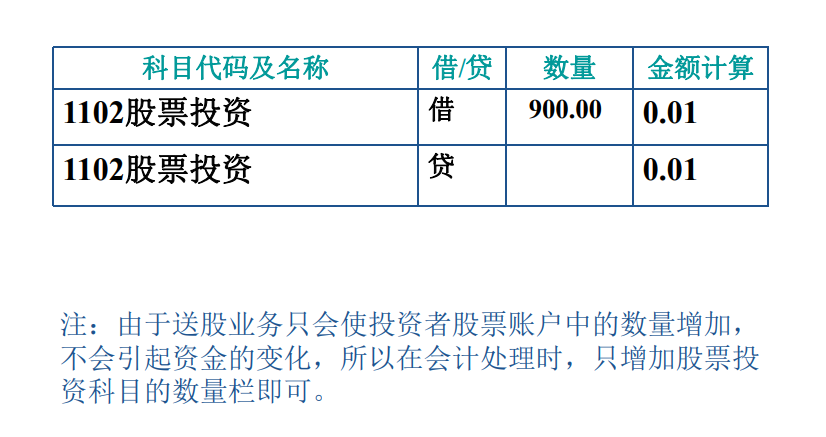 科目代码及名称 借/贷 数量 金额计算
1102股票投资 借 900.00 0.01
1102股票投资 贷 0.01
注：由于送股业务只会使投资者股票账户中的数量增加，
不会引起资金的变化，所以在会计处理时，只增加股票投
资科目的数量栏即可。